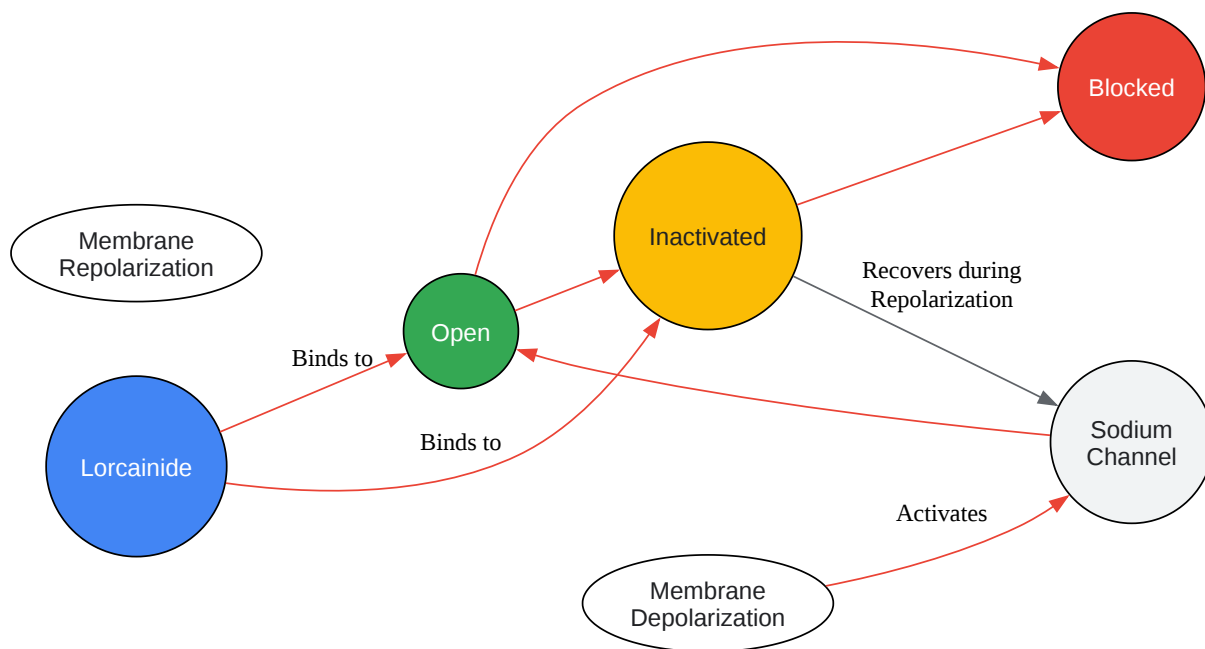 Blocked
Membrane
Repolarization
Inactivated
Recovers during
Repolarization
Open
Binds to
Binds to
Lorcainide
Sodium
Channel
Activates
Membrane
Depolarization